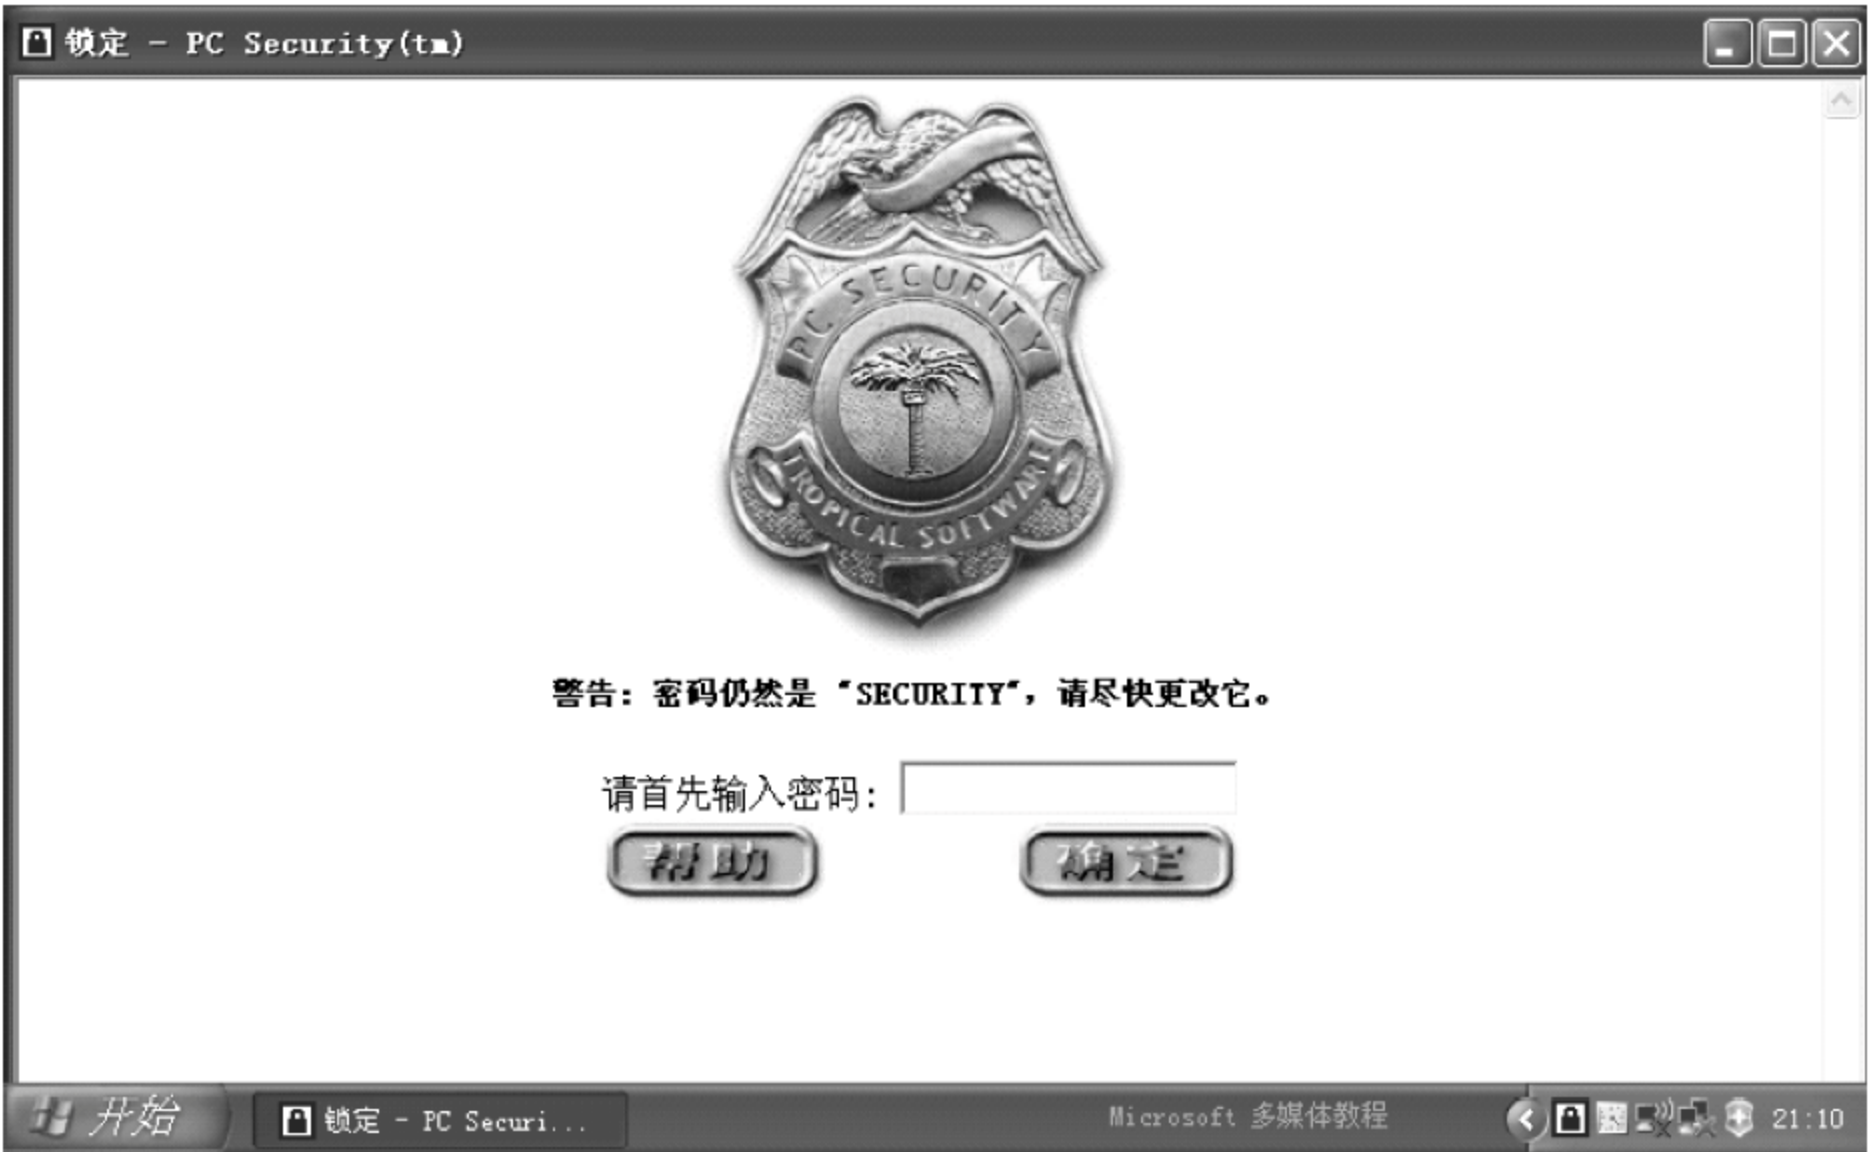 锁定 - PC Security(tm)
PC SECURITY
TROPICAL SOFTWARE
警告：密码仍然是 "SECURITY"，请尽快更改它。
请首先输入密码：
帮助
确定
开始
锁定 - PC Securi...
Microsoft 多媒体教程
21:10